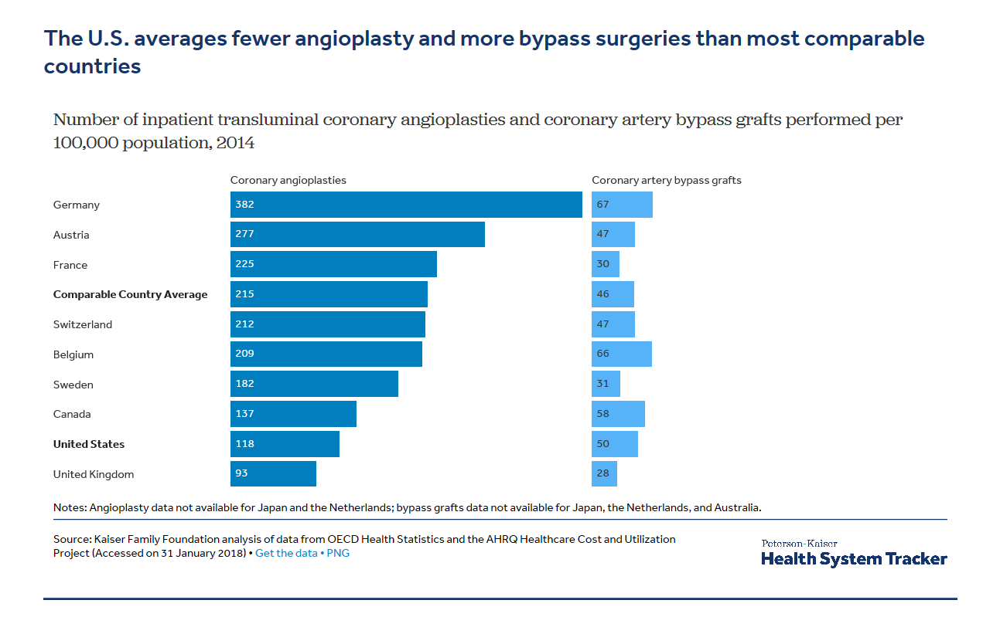 The U.S. averages fewer angioplasty and more bypass surgeries than most comparable
countries
Number of inpatient transluminal coronary angioplasties and coronary artery bypass grafts performed per
100,000 population, 2014
Coronary angioplasties Coronary artery bypass grafts
Germany 382 67
Austria 277 47
France 225 30
Comparable Country Average 215 46
Switzerland 212 47
Belgium 209 66
Sweden 182 31
Canada 137 58
United States 118 50
United Kingdom 93 28
Notes: Angioplasty data not available for Japan and the Netherlands; bypass grafts data not available for Japan, the Netherlands, and Australia.
Source: Kaiser Family Foundation analysis of data from OECD Health Statistics and the AHRQ Healthcare Cost and Utilization
Project (Accessed on 31 January 2018) • Get the data • PNG
Peterson-Kaiser
Health System Tracker